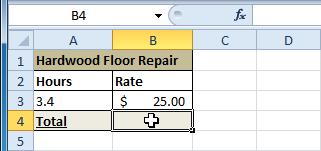 B4 fx
A B C D
1 Hardwood Floor Repair
2 Hours Rate
3 3.4 $ 25.00
4 Total
5